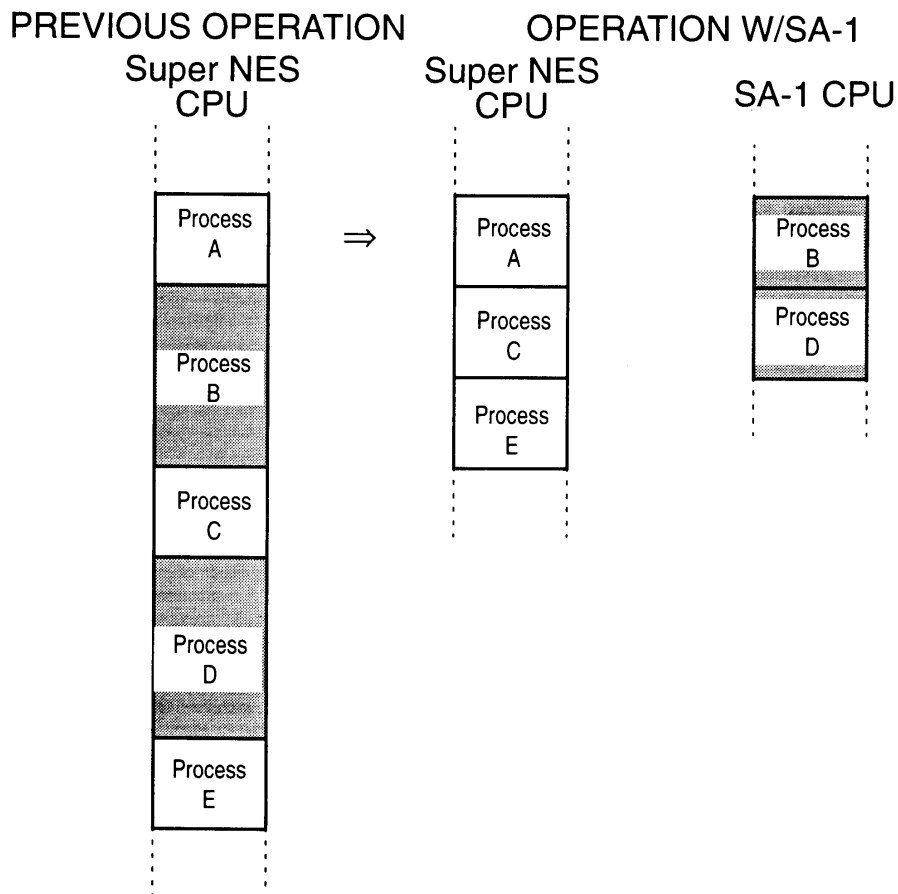 PREVIOUS OPERATION
Super NES
CPU
Process
A
Process
B
Process
C
Process
D
Process
E
⇒
OPERATION W/SA-1
Super NES
CPU
Process
A
Process
C
Process
E
SA-1 CPU
Process
B
Process
D